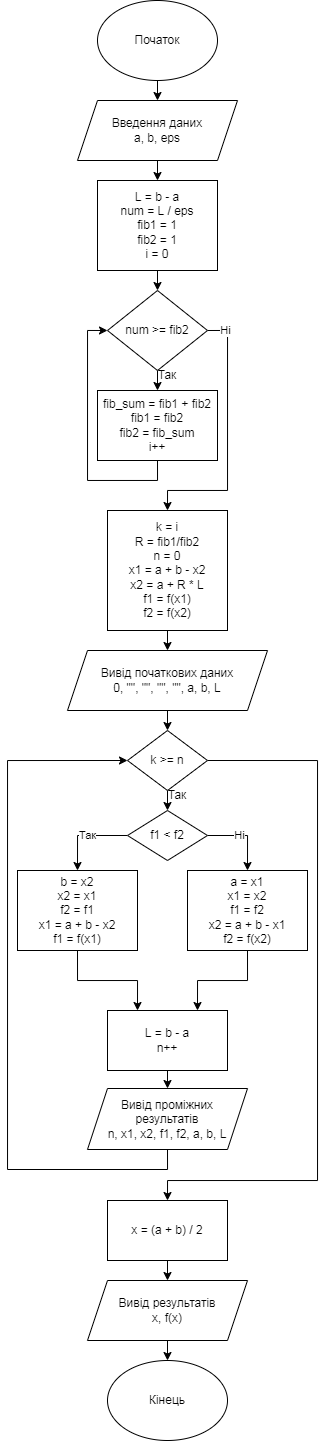 Початок
Введення даних
a, b, eps
L = b - a
num = L / eps
fib1 = 1
fib2 = 1
i = 0
num >= fib2
Ні
Так
fib_sum = fib1 + fib2
fib1 = fib2
fib2 = fib_sum
i++
k = i
R = fib1/fib2
n = 0
x1 = a + b - x2
x2 = a + R * L
f1 = f(x1)
f2 = f(x2)
Вивід початкових даних
0, "", "", "", "", a, b, L
k >= n
Так
f1 < f2
Так
Ні
b = x2
x2 = x1
f2 = f1
x1 = a + b - x2
f1 = f(x1)
a = x1
x1 = x2
f1 = f2
x2 = a + b - x1
f2 = f(x2)
L = b - a
n++
Вивід проміжних
результатів
n, x1, x2, f1, f2, a, b, L
x = (a + b) / 2
Вивід результатів
x, f(x)
Кінець